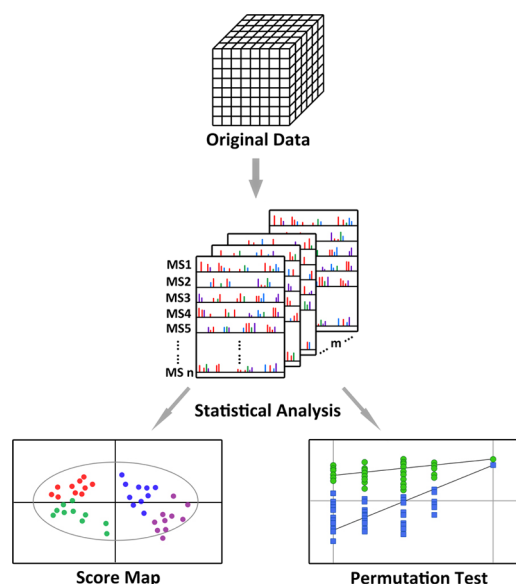 Original Data
MS1
MS2
MS3
MS4
MS5
MS n
m
Statistical Analysis
Score Map
Permutation Test